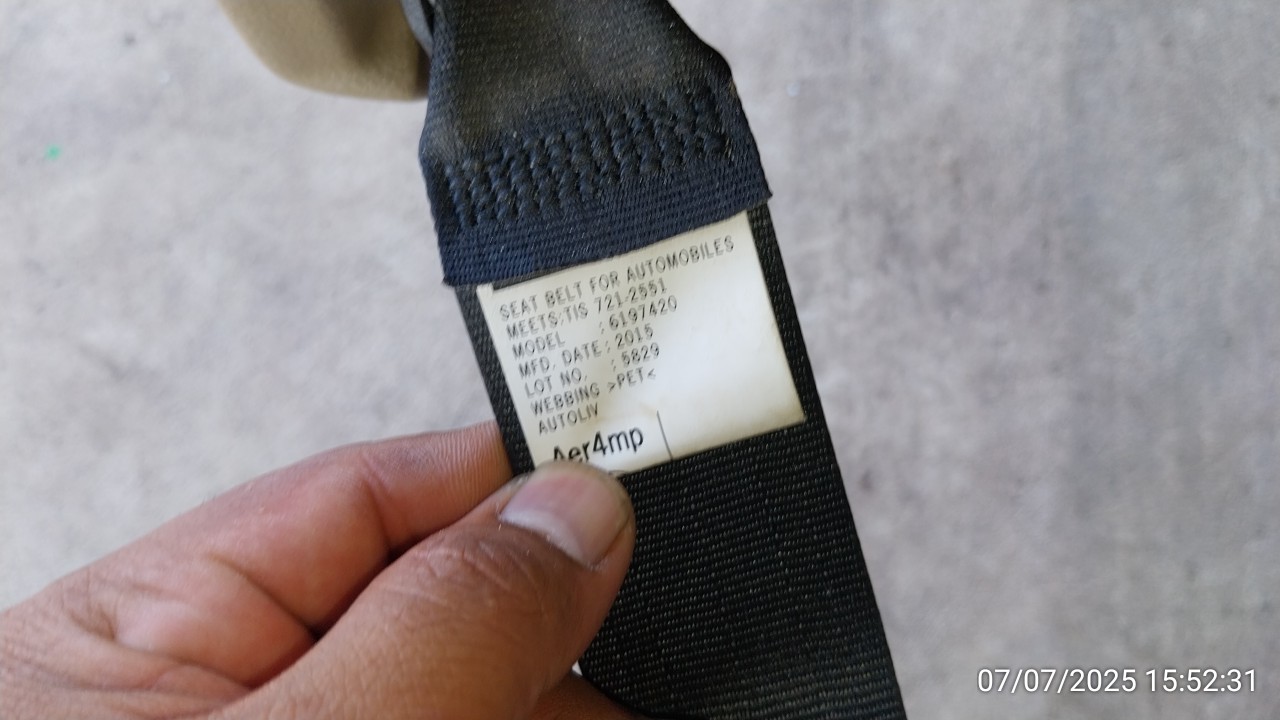 SEAT BELT FOR AUTOMOBILES
MEETS:TIS 721-2551
MODEL : 6197420
MFD. DATE : 2015
LOT NO. : 5829
WEBBING >PET<
AUTOLIV
Aer4mp
07/07/2025 15:52:31